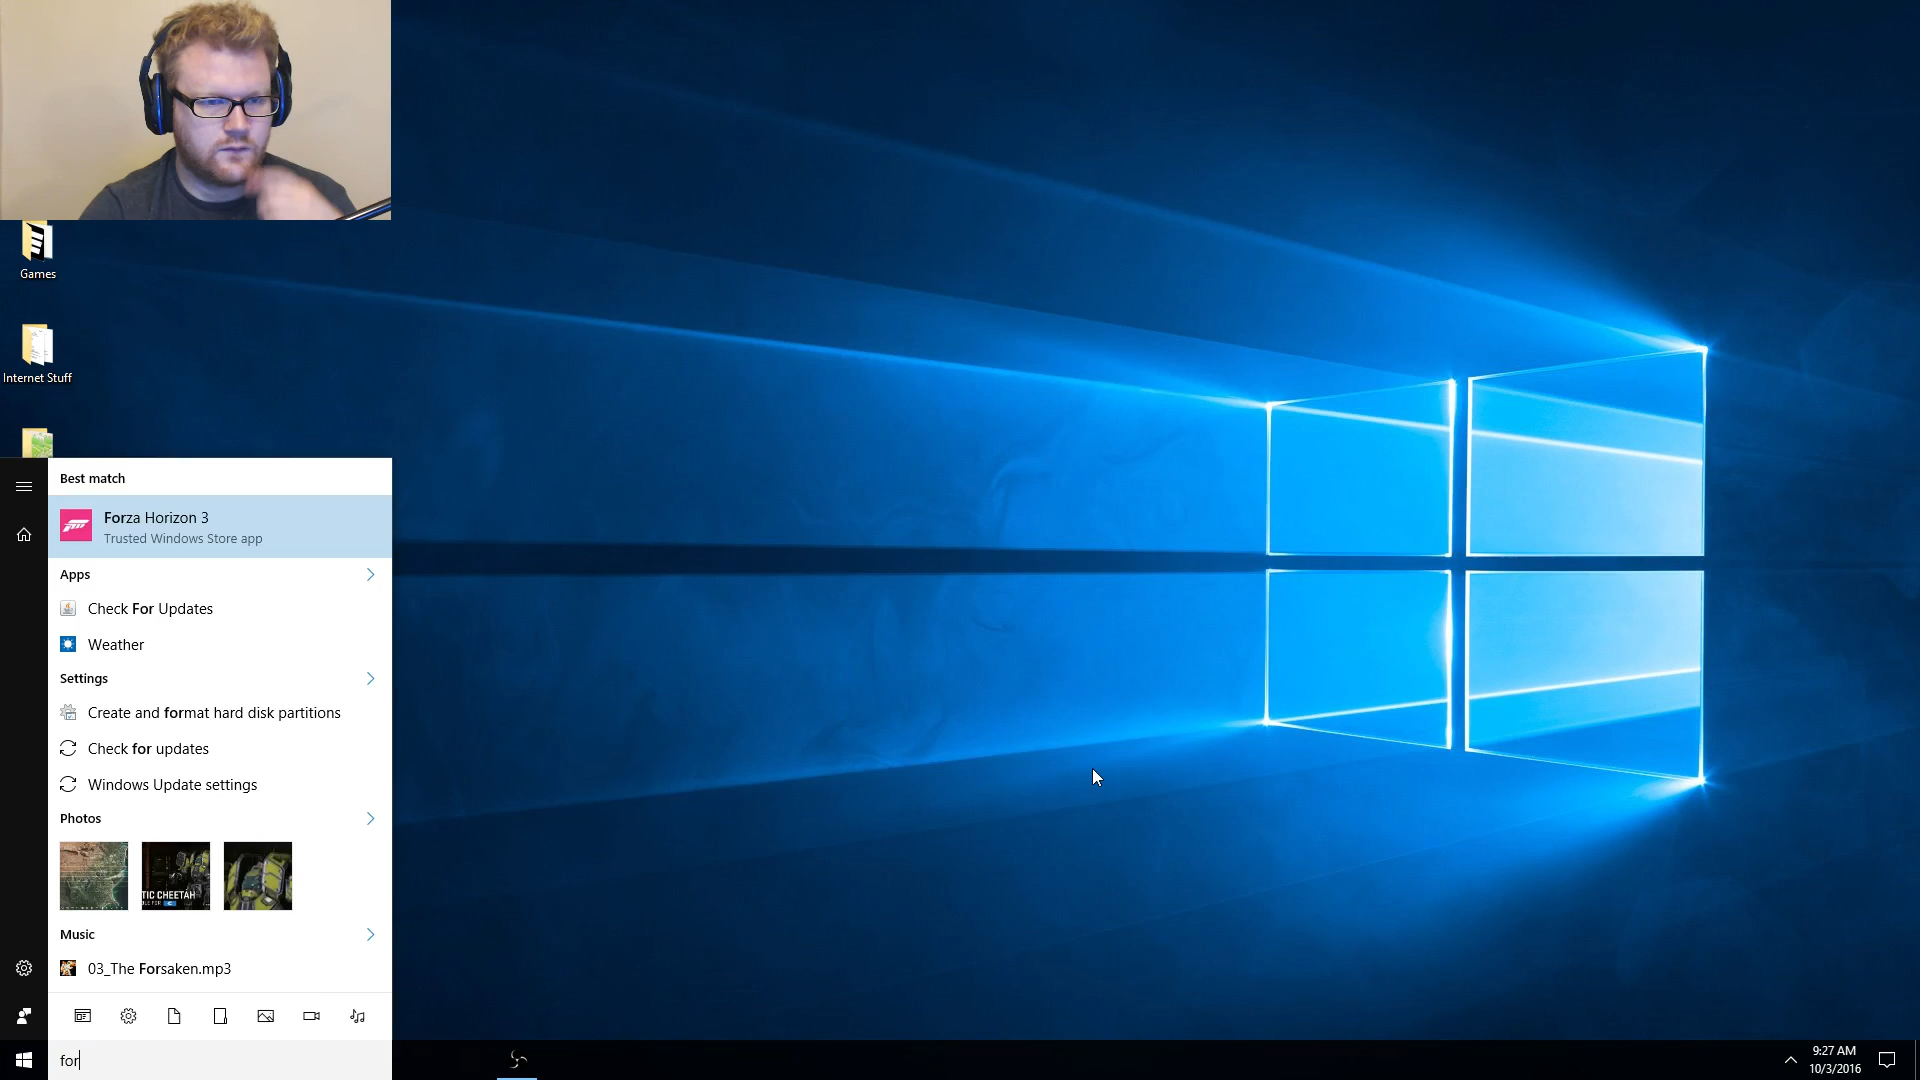 Games
Internet Stuff
Best match
Forza Horizon 3
Trusted Windows Store app
Apps
Check For Updates
Weather
Settings
Create and format hard disk partitions
Check for updates
Windows Update settings
Photos
TIC CHEETAH
Music
03_The Forsaken.mp3
for
9:27 AM
10/3/2016